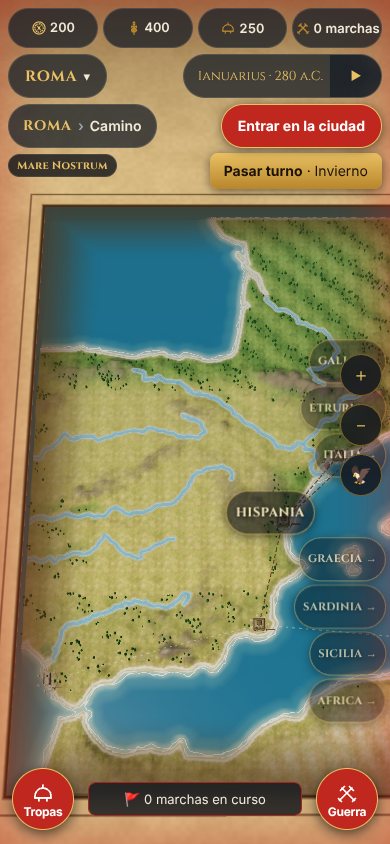 200
400
250
0 marchas
ROMA ▾
IANUARIUS · 280 A.C.
ROMA › Camino
Entrar en la ciudad
MARE NOSTRUM
Pasar turno · Invierno
+
−
HISPANIA
GRAECIA →
SARDINIA →
SICILIA →
AFRICA →
Tropas
0 marchas en curso
Guerra